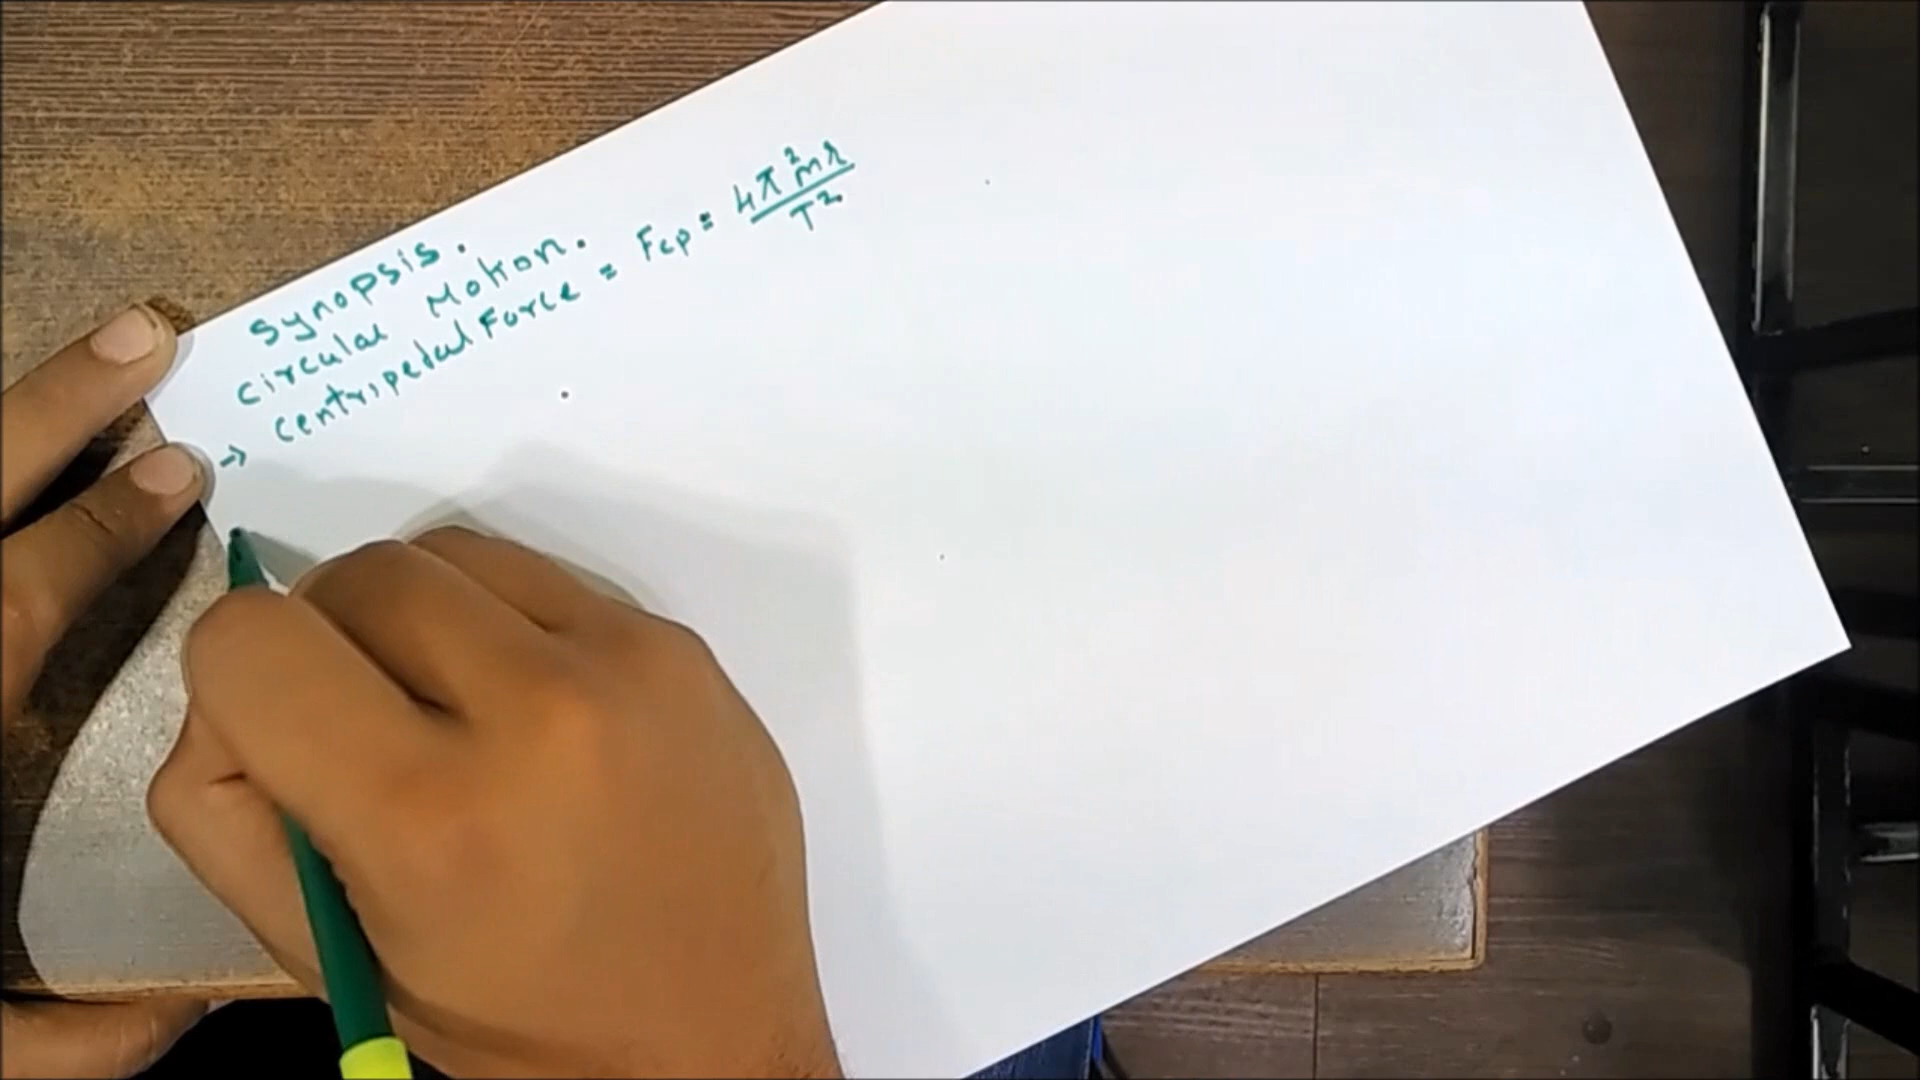 Synopsis.
Circular Motion.
→ Centripetal Force = Fcp = 4π²mr / T²